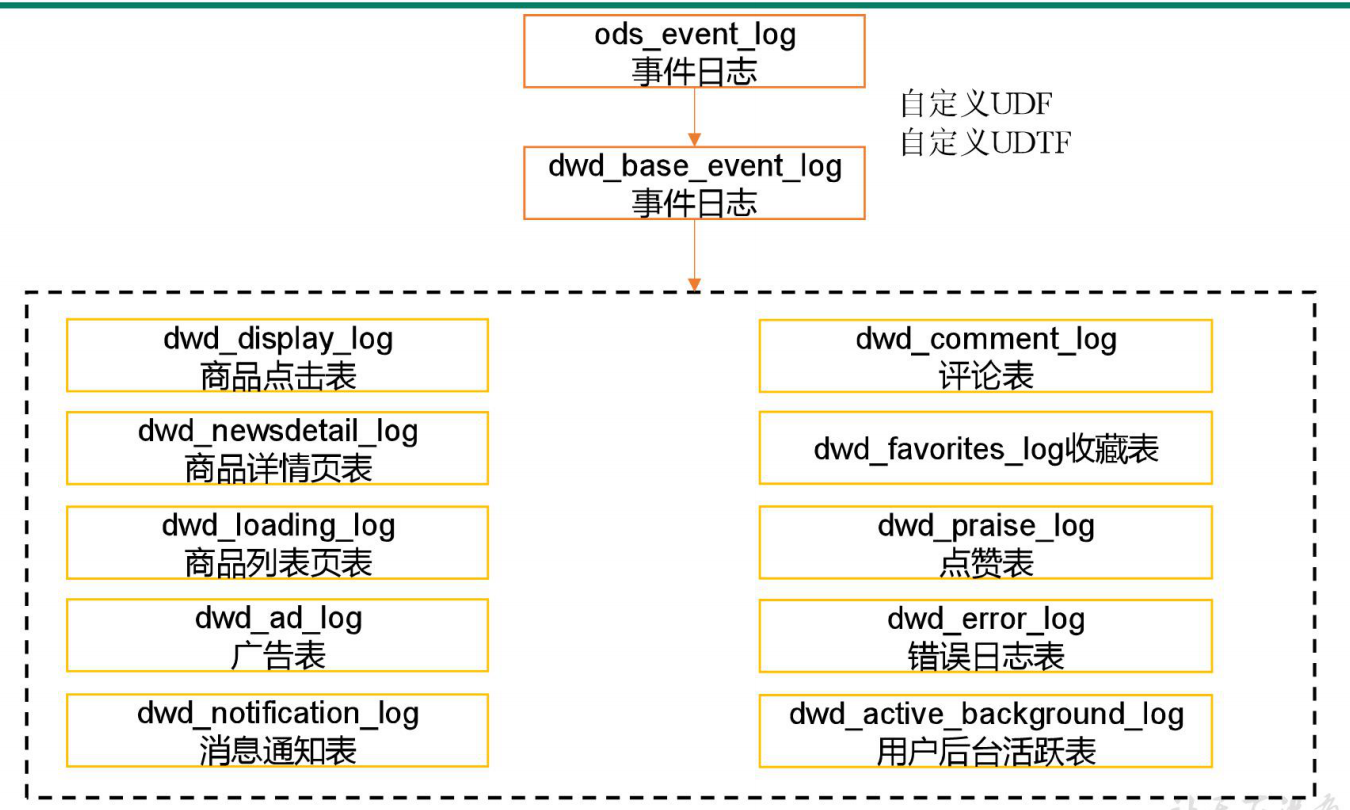 ods_event_log
事件日志
自定义UDF
自定义UDTF
dwd_base_event_log
事件日志
dwd_display_log
商品点击表
dwd_newsdetail_log
商品详情页表
dwd_loading_log
商品列表页表
dwd_ad_log
广告表
dwd_notification_log
消息通知表
dwd_comment_log
评论表
dwd_favorites_log收藏表
dwd_praise_log
点赞表
dwd_error_log
错误日志表
dwd_active_background_log
用户后台活跃表